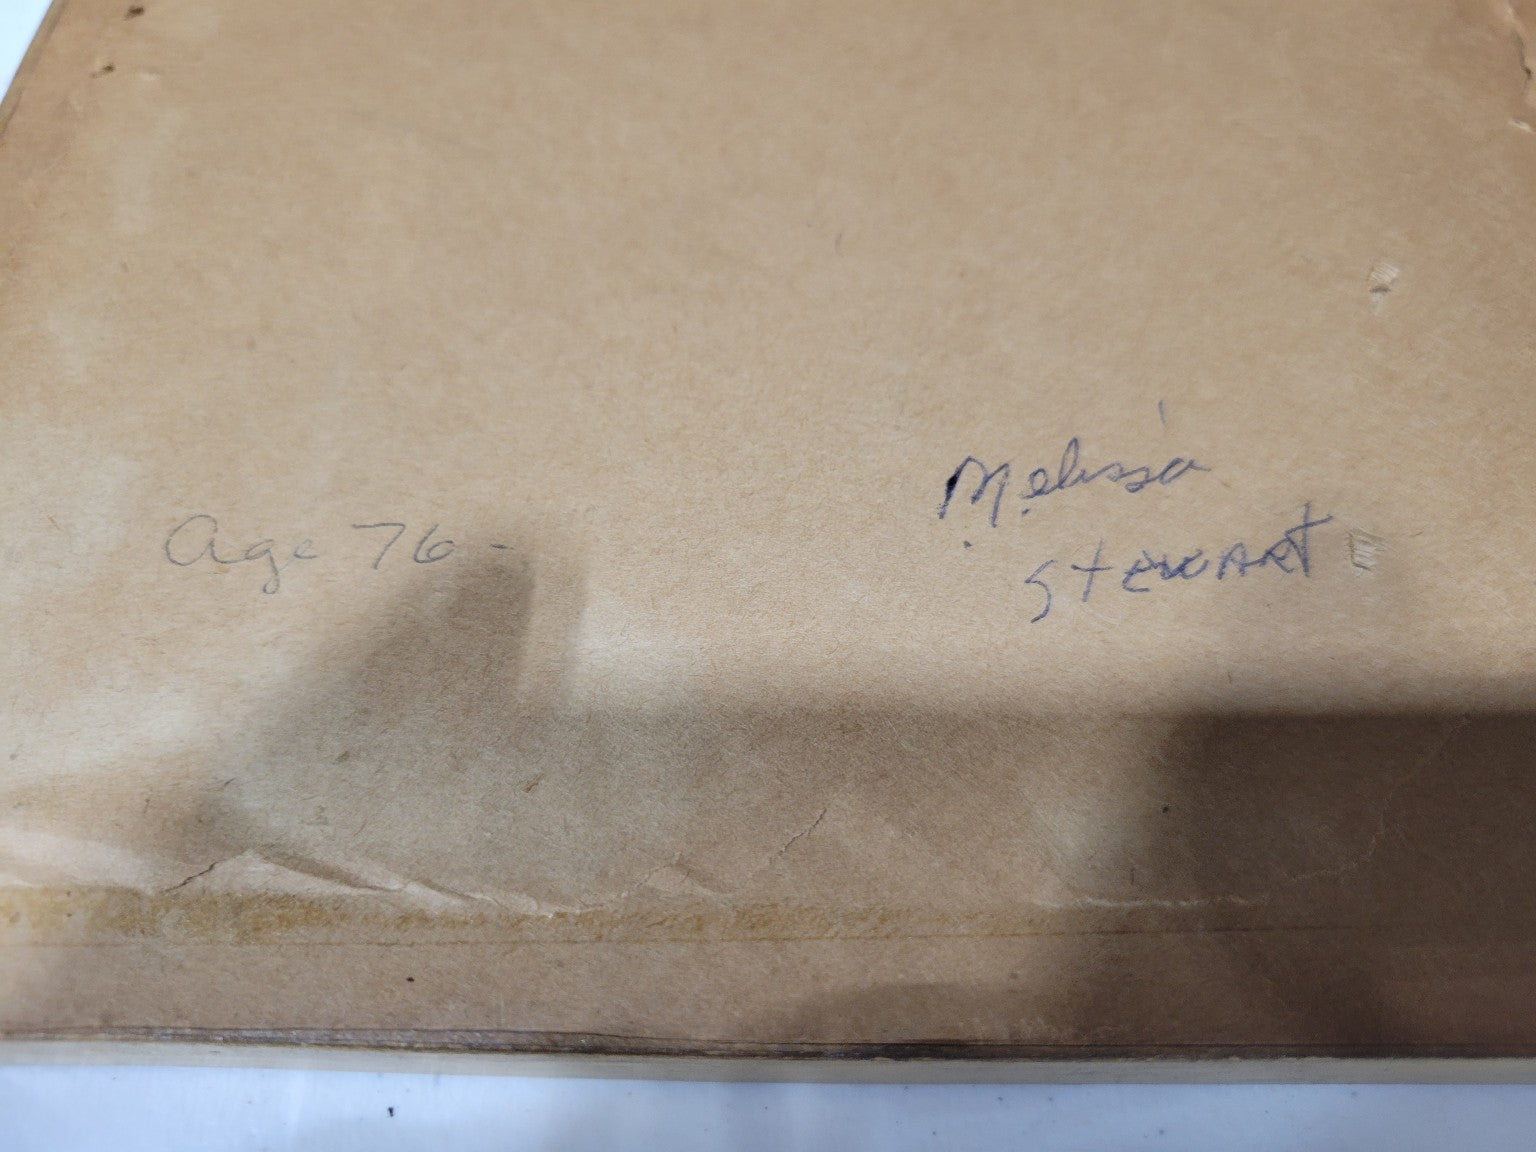 Age 76 -
Melissa
STEWART